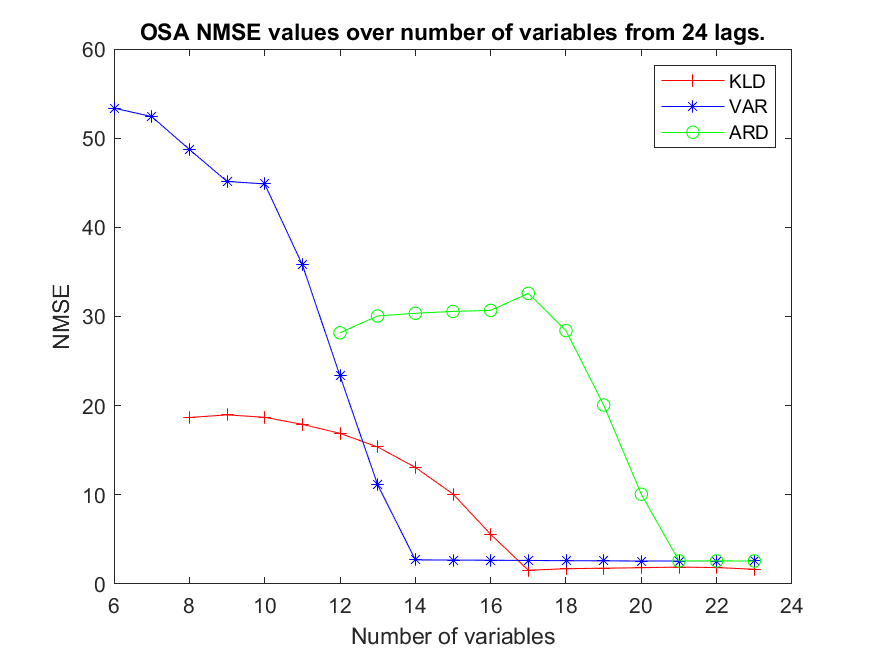 OSA NMSE values over number of variables from 24 lags.
60
50
40
30
20
10
0
NMSE
KLD
VAR
ARD
6 8 10 12 14 16 18 20 22 24
Number of variables